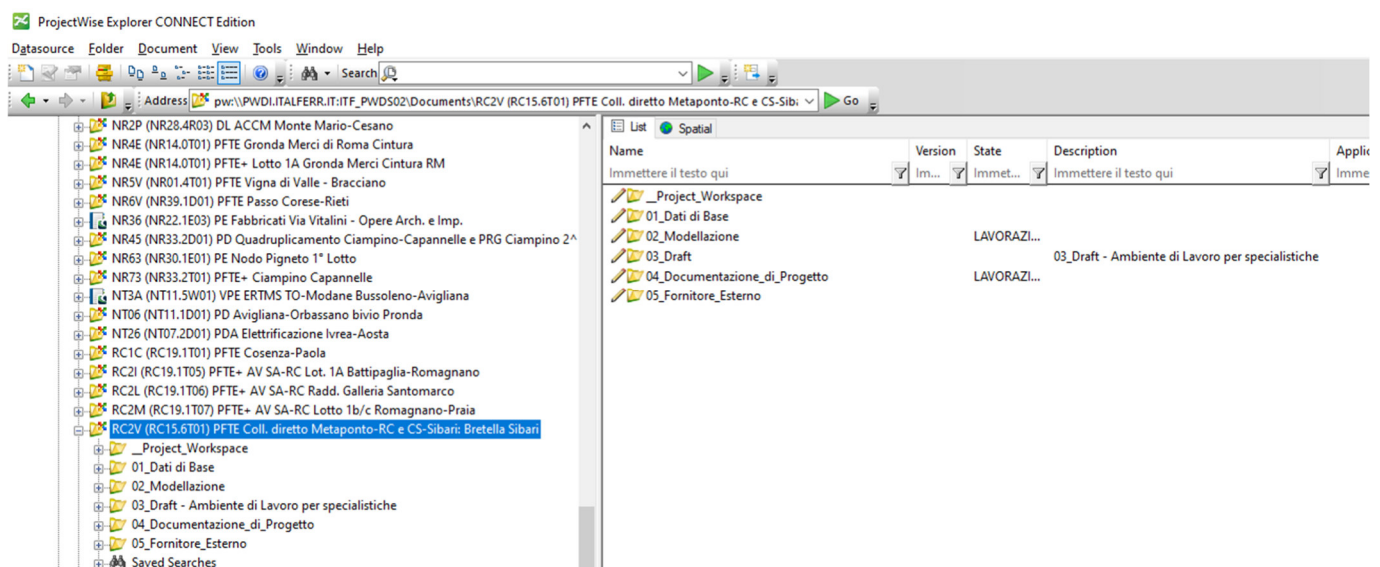 ProjectWise Explorer CONNECT Edition
Datasource Folder Document View Tools Window Help
Search
Address pw:\\PWDI.ITALFERR.IT:ITF_PWDS02\Documents\RC2V (RC15.6T01) PFTE Coll. diretto Metaponto-RC e CS-Siba Go
NR2P (NR28.4R03) DL ACCM Monte Mario-Cesano
NR4E (NR14.0T01) PFTE Gronda Merci di Roma Cintura
NR4E (NR14.0T01) PFTE+ Lotto 1A Gronda Merci Cintura RM
NR5V (NR01.4T01) PFTE Vigna di Valle - Bracciano
NR6V (NR39.1D01) PFTE Passo Corese-Rieti
NR36 (NR22.1E03) PE Fabbricati Via Vitalini - Opere Arch. e Imp.
NR45 (NR33.2D01) PD Quadruplicamento Ciampino-Capannelle e PRG Ciampino 2^
NR63 (NR30.1E01) PE Nodo Pigneto 1° Lotto
NR73 (NR33.2T01) PFTE+ Ciampino Capannelle
NT3A (NT11.5W01) VPE ERTMS TO-Modane Bussoleno-Avigliana
NT06 (NT11.1D01) PD Avigliana-Orbassano bivio Pronda
NT26 (NT07.2D01) PDA Elettrificazione Ivrea-Aosta
RC1C (RC19.1T01) PFTE Cosenza-Paola
RC2I (RC19.1T05) PFTE+ AV SA-RC Lot. 1A Battipaglia-Romagnano
RC2L (RC19.1T06) PFTE+ AV SA-RC Radd. Galleria Santomarco
RC2M (RC19.1T07) PFTE+ AV SA-RC Lotto 1b/c Romagnano-Praia
RC2V (RC15.6T01) PFTE Coll. diretto Metaponto-RC e CS-Sibari: Bretella Sibari
__Project_Workspace
01_Dati di Base
02_Modellazione
03_Draft - Ambiente di Lavoro per specialistiche
04_Documentazione_di_Progetto
05_Fornitore_Esterno
Saved Searches
List Spatial
Name Version State Description Applic
Immettere il testo qui Im... Immet... Immettere il testo qui Imme
__Project_Workspace
01_Dati di Base
02_Modellazione LAVORAZI...
03_Draft 03_Draft - Ambiente di Lavoro per specialistiche
04_Documentazione_di_Progetto LAVORAZI...
05_Fornitore_Esterno